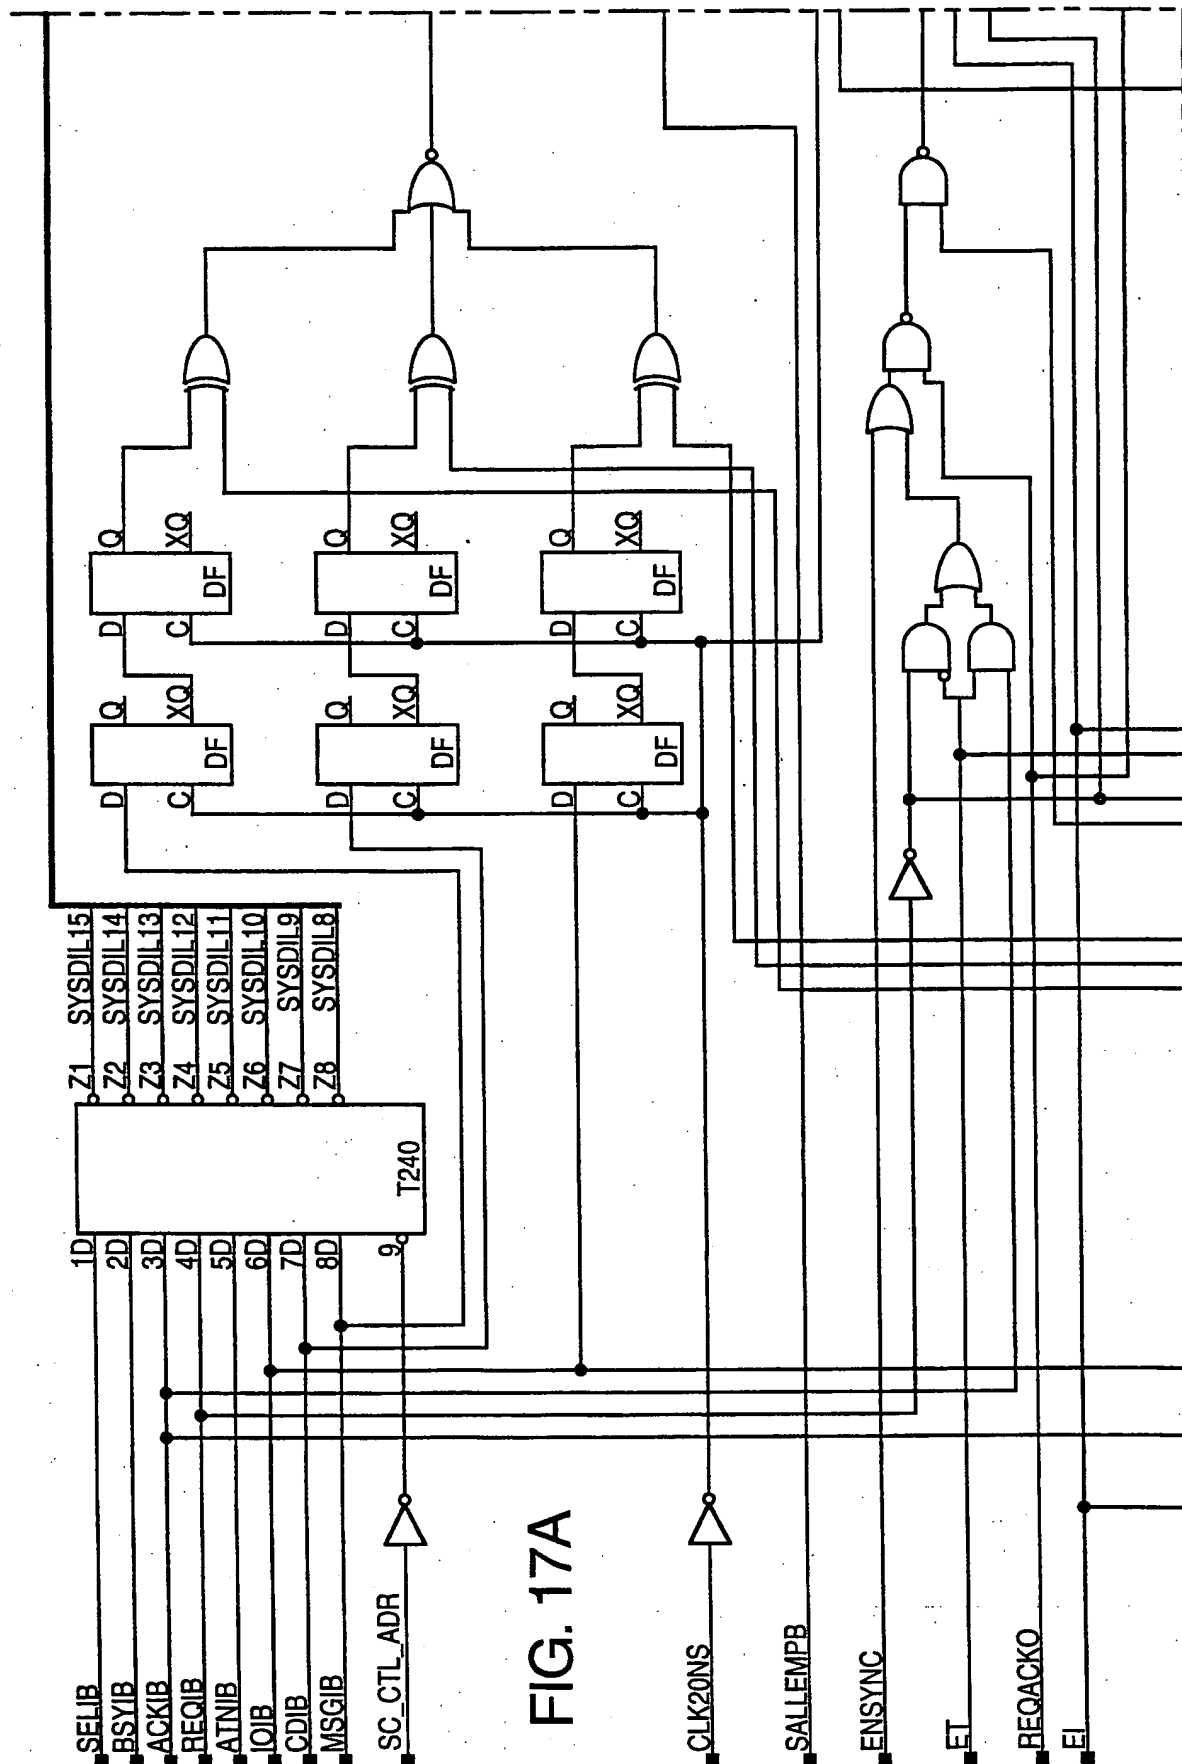 SELIB
BSYIB
ACKIB
REQIB
ATNIB
IOIB
CDIB
MSGIB
SC_CTL_ADR
FIG. 17A
CLK20NS
SALLEMPB
ENSYNC
ET
REQACKO
EI
1D
2D
3D
4D
5D
6D
7D
8D
9
T240
Z1 SYSDIL15
Z2 SYSDIL14
Z3 SYSDIL13
Z4 SYSDIL12
Z5 SYSDIL11
Z6 SYSDIL10
Z7 SYSDIL9
Z8 SYSDIL8
D Q
C XQ
DF
D Q
C XQ
DF
D Q
C XQ
DF
D Q
C XQ
DF
D Q
C XQ
DF
D Q
C XQ
DF